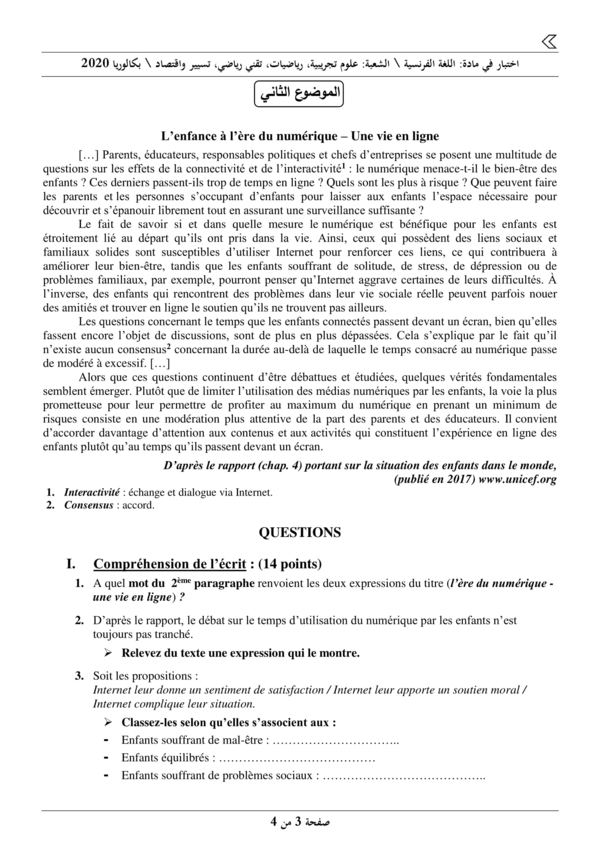 اختبار في مادة: اللغة الفرنسية \ الشعبة: علوم تجريبية، رياضيات، تقني رياضي، تسيير واقتصاد \ بكالوريا 2020
الموضوع الثاني
L'enfance à l'ère du numérique – Une vie en ligne
[…] Parents, éducateurs, responsables politiques et chefs d'entreprises se posent une multitude de
questions sur les effets de la connectivité et de l'interactivité¹ : le numérique menace-t-il le bien-être des
enfants ? Ces derniers passent-ils trop de temps en ligne ? Quels sont les plus à risque ? Que peuvent faire
les parents et les personnes s'occupant d'enfants pour laisser aux enfants l'espace nécessaire pour
découvrir et s'épanouir librement tout en assurant une surveillance suffisante ?
Le fait de savoir si et dans quelle mesure le numérique est bénéfique pour les enfants est
étroitement lié au départ qu'ils ont pris dans la vie. Ainsi, ceux qui possèdent des liens sociaux et
familiaux solides sont susceptibles d'utiliser Internet pour renforcer ces liens, ce qui contribuera à
améliorer leur bien-être, tandis que les enfants souffrant de solitude, de stress, de dépression ou de
problèmes familiaux, par exemple, pourront penser qu'Internet aggrave certaines de leurs difficultés. À
l'inverse, des enfants qui rencontrent des problèmes dans leur vie sociale réelle peuvent parfois nouer
des amitiés et trouver en ligne le soutien qu'ils ne trouvent pas ailleurs.
Les questions concernant le temps que les enfants connectés passent devant un écran, bien qu'elles
fassent encore l'objet de discussions, sont de plus en plus dépassées. Cela s'explique par le fait qu'il
n'existe aucun consensus² concernant la durée au-delà de laquelle le temps consacré au numérique passe
de modéré à excessif. […]
Alors que ces questions continuent d'être débattues et étudiées, quelques vérités fondamentales
semblent émerger. Plutôt que de limiter l'utilisation des médias numériques par les enfants, la voie la plus
prometteuse pour leur permettre de profiter au maximum du numérique en prenant un minimum de
risques consiste en une modération plus attentive de la part des parents et des éducateurs. Il convient
d'accorder davantage d'attention aux contenus et aux activités qui constituent l'expérience en ligne des
enfants plutôt qu'au temps qu'ils passent devant un écran.
D'après le rapport (chap. 4) portant sur la situation des enfants dans le monde,
(publié en 2017) www.unicef.org
1. Interactivité : échange et dialogue via Internet.
2. Consensus : accord.
QUESTIONS
I. Compréhension de l'écrit : (14 points)
1. A quel mot du 2ème paragraphe renvoient les deux expressions du titre (l'ère du numérique -
une vie en ligne) ?
2. D'après le rapport, le débat sur le temps d'utilisation du numérique par les enfants n'est
toujours pas tranché.
➢ Relevez du texte une expression qui le montre.
3. Soit les propositions :
Internet leur donne un sentiment de satisfaction / Internet leur apporte un soutien moral /
Internet complique leur situation.
➢ Classez-les selon qu'elles s'associent aux :
- Enfants souffrant de mal-être : …………………………..
- Enfants équilibrés : …………………………………
- Enfants souffrant de problèmes sociaux : …………………………………..
صفحة 3 من 4